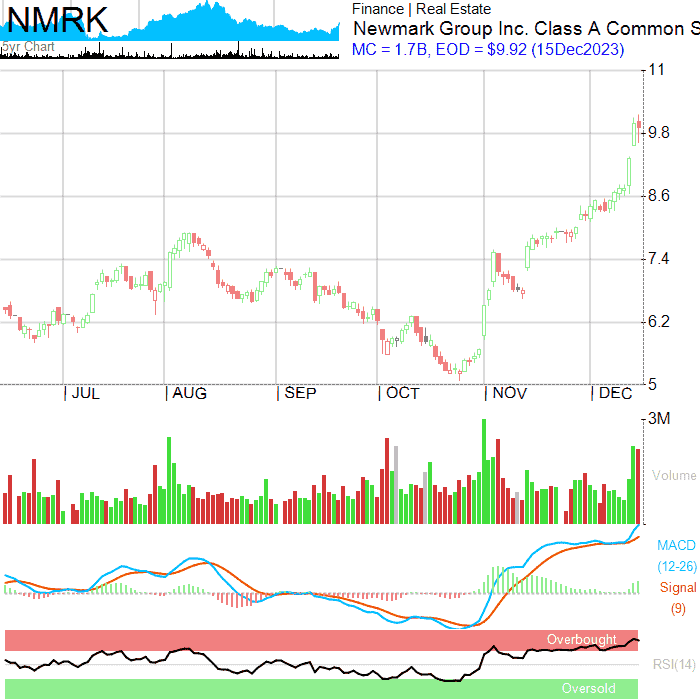 NMRK
5yr Chart
Finance | Real Estate
Newmark Group Inc. Class A Common S
MC = 1.7B, EOD = $9.92 (15Dec2023)
11
9.8
8.6
7.4
6.2
5
JUL AUG SEP OCT NOV DEC
3M
Volume
MACD
(12-26)
Signal
(9)
Overbought
RSI(14)
Oversold